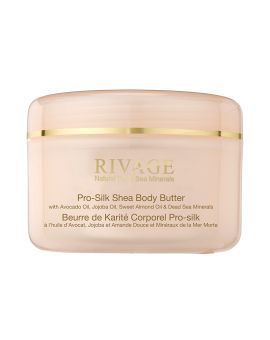 RIVAGE
Natural Dead Sea Minerals
Pro-Silk Shea Body Butter
with Avocado Oil, Jojoba Oil, Sweet Almond Oil & Dead Sea Minerals
Beurre de Karité Corporel Pro-silk
à l'huile d'Avocat, Jojoba et Amande Douce et Minéraux de la Mer Morte